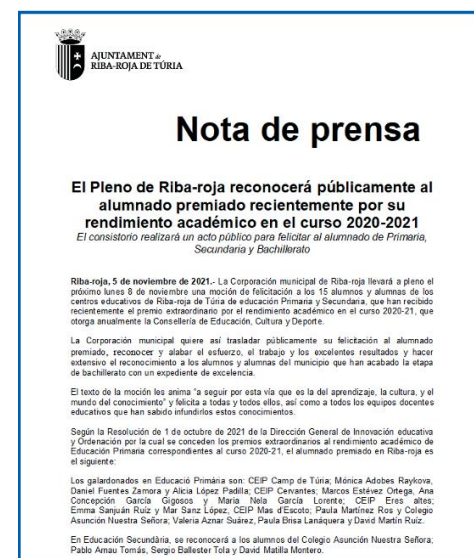 AJUNTAMENT de
RIBA-ROJA DE TÚRIA
Nota de prensa
El Pleno de Riba-roja reconocerá públicamente al
alumnado premiado recientemente por su
rendimiento académico en el curso 2020-2021
El consistorio realizará un acto público para felicitar al alumnado de Primaria,
Secundaria y Bachillerato
Riba-roja, 5 de noviembre de 2021.- La Corporación municipal de Riba-roja llevará a pleno el
próximo lunes 8 de noviembre una moción de felicitación a los 15 alumnos y alumnas de los
centros educativos de Riba-roja de Túria de educación Primaria y Secundaria, que han recibido
recientemente el premio extraordinario por el rendimiento académico en el curso 2020-21, que
otorga anualmente la Consellería de Educación, Cultura y Deporte.
La Corporación municipal quiere así trasladar públicamente su felicitación al alumnado
premiado, reconocer y alabar el esfuerzo, el trabajo y los excelentes resultados y hacer
extensivo el reconocimiento a los alumnos y alumnas del municipio que han acabado la etapa
de bachillerato con un expediente de excelencia.
El texto de la moción les anima "a seguir por esta vía que es la del aprendizaje, la cultura, y el
mundo del conocimiento" y felicita a todas y todos ellos, así como a todos los equipos docentes
educativos que han sabido infundirlos estos conocimientos.
Según la Resolución de 1 de octubre de 2021 de la Dirección General de Innovación educativa
y Ordenación por la cual se conceden los premios extraordinarios al rendimiento académico de
Educación Primaria correspondientes al curso 2020-21, el alumnado premiado en Riba-roja es
el siguiente:
Los galardonados en Educació Primària son: CEIP Camp de Túria; Mónica Adobes Raykova,
Daniel Fuentes Zamora y Alicia López Padilla; CEIP Cervantes; Marcos Estévez Ortega, Ana
Concepción García Gigosos y Maria Nela García Lorente; CEIP Eres altes;
Emma Sanjuán Ruíz y Mar Sanz López, CEIP Mas d'Escoto; Paula Martínez Ros y Colegio
Asunción Nuestra Señora; Valeria Aznar Suárez, Paula Brisa Lanáquera y David Martín Ruíz.
En Educación Secundària, se reconocerá a los alumnos del Colegio Asunción Nuestra Señora;
Pablo Arnau Tomás, Sergio Ballester Tola y David Matilla Montero.